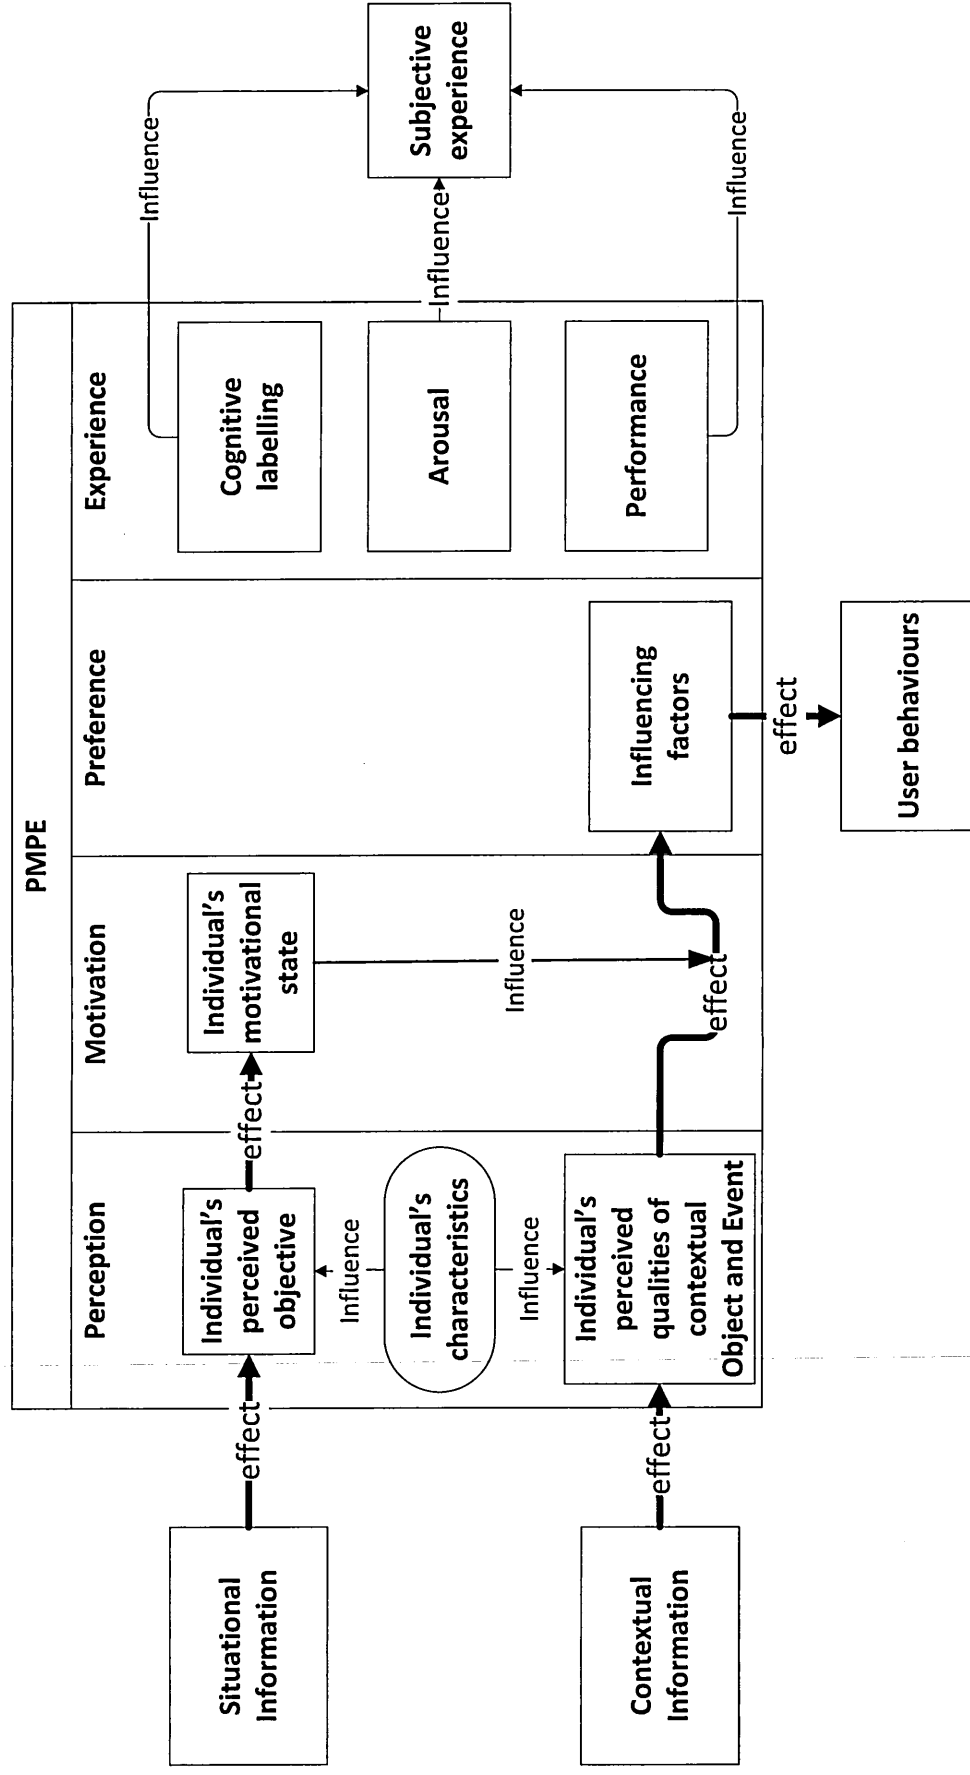 PMPE
Perception
Motivation
Preference
Experience
Situational
Information
effect
Individual's
perceived
objective
effect
Individual's
motivational
state
Influence
Individual's
characteristics
Influence
Influence
Contextual
Information
effect
Individual's
perceived
qualities of
contextual
Object and Event
effect
Influencing
factors
effect
User behaviours
Cognitive
labelling
Arousal
Performance
Influence
Influence
Influence
Subjective
experience